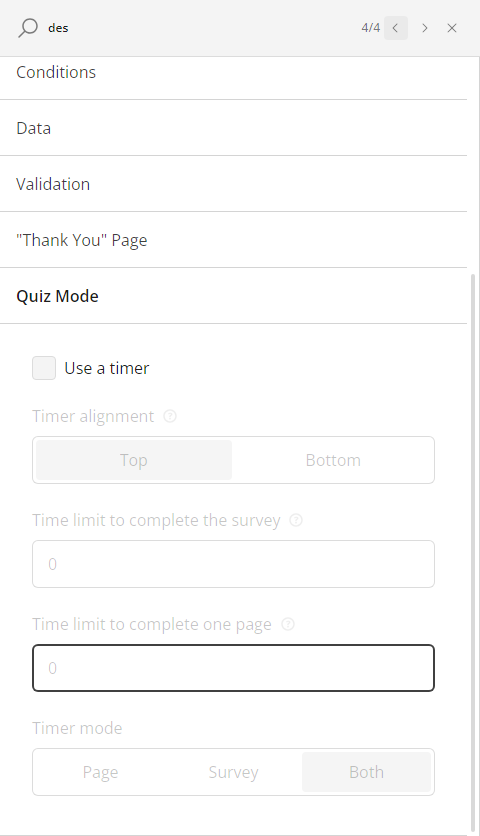 des 4/4
Conditions
Data
Validation
"Thank You" Page
Quiz Mode
Use a timer
Timer alignment ?
Top Bottom
Time limit to complete the survey ?
0
Time limit to complete one page ?
0
Timer mode
Page Survey Both